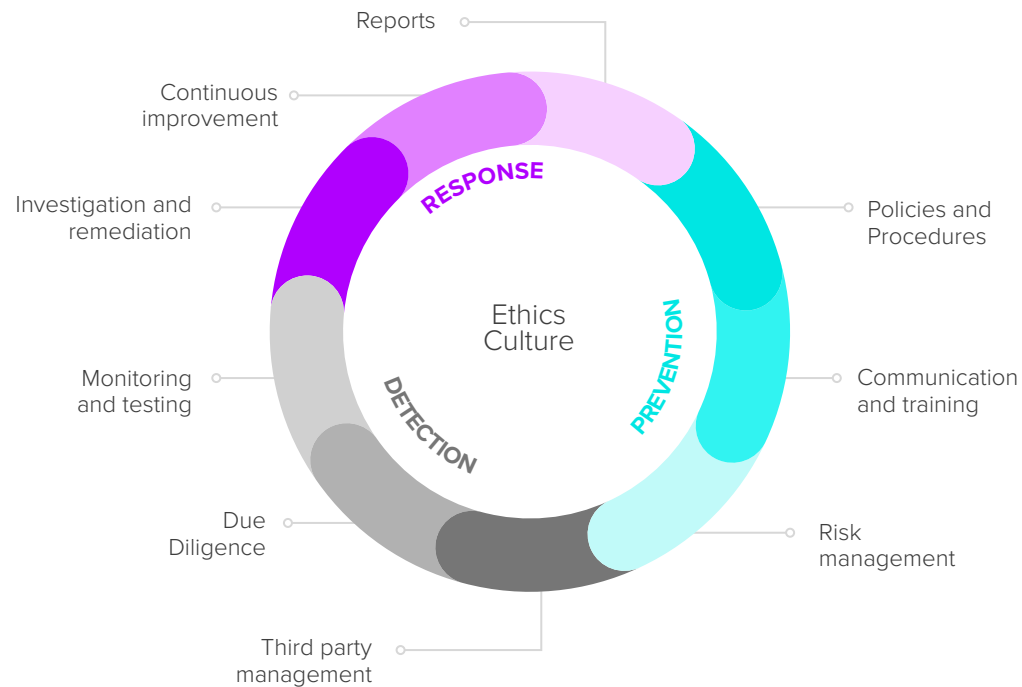 Reports
Continuous
improvement
RESPONSE
Investigation and
remediation
Policies and
Procedures
Ethics
Culture
PREVENTION
DETECTION
Monitoring
and testing
Communication
and training
Due
Diligence
Risk
management
Third party
management